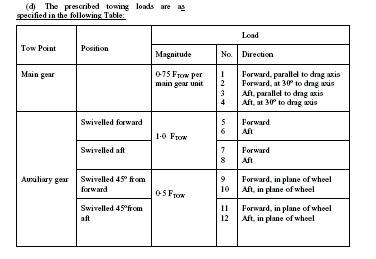 (d) The prescribed towing loads are as
specified in the following Table:
Load
Tow Point Position
Magnitude No. Direction
Main gear 0·75 FTOW per 1 Forward, parallel to drag axis
main gear unit 2 Forward, at 30° to drag axis
3 Aft, parallel to drag axis
4 Aft, at 30° to drag axis
Swivelled forward 5 Forward
1·0 FTOW 6 Aft
Swivelled aft 7 Forward
8 Aft
Auxiliary gear Swivelled 45° from 9 Forward, in plane of wheel
forward 10 Aft, in plane of wheel
0·5 FTOW
Swivelled 45°from 11 Forward, in plane of wheel
aft 12 Aft, in plane of wheel